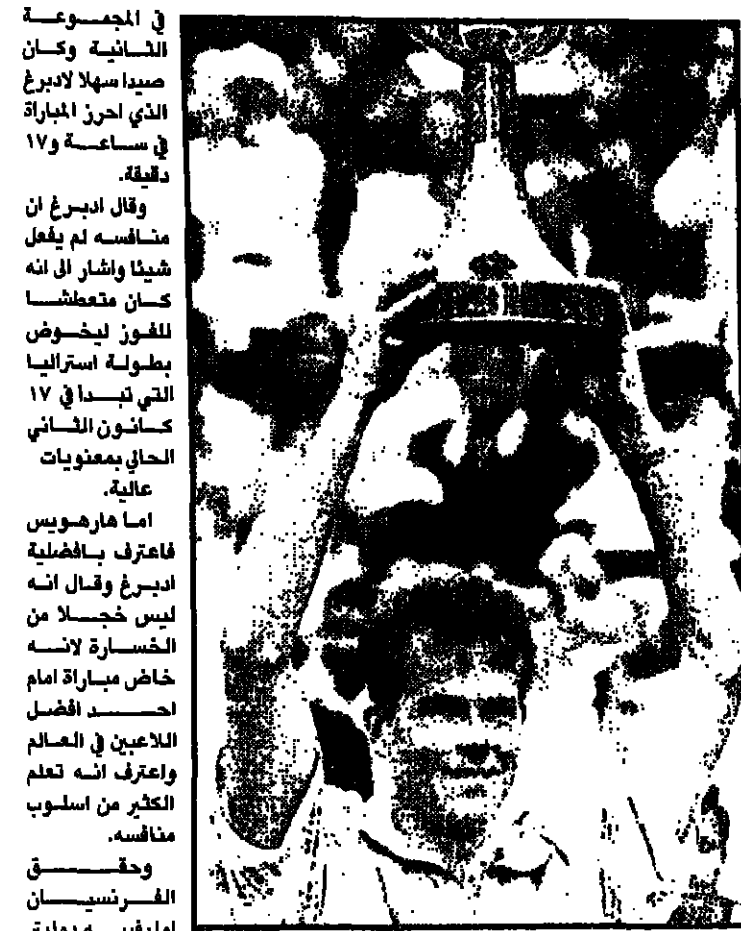 في المجموعة
الثانية وكان
صيدا سهلا لادبرغ
الذي احرز المباراة
في ساعة و١٧
دقيقة.
وقال ادبرغ ان
منافسه لم يفعل
شيئا واشار الى انه
كان متعطشا
للفوز ليخوض
بطولة استراليا
التي تبدا في ١٧
كانون الثاني
الحالي بمعنويات
عالية.
اما هارهويس
فاعترف بافضلية
ادبرغ وقال انه
ليس خجلا من
الخسارة لانه
خاض مباراة امام
احد افضل
اللاعبين في العالم
واعترف انه تعلم
الكثير من اسلوب
منافسه.
وحقق
الفرنسيان